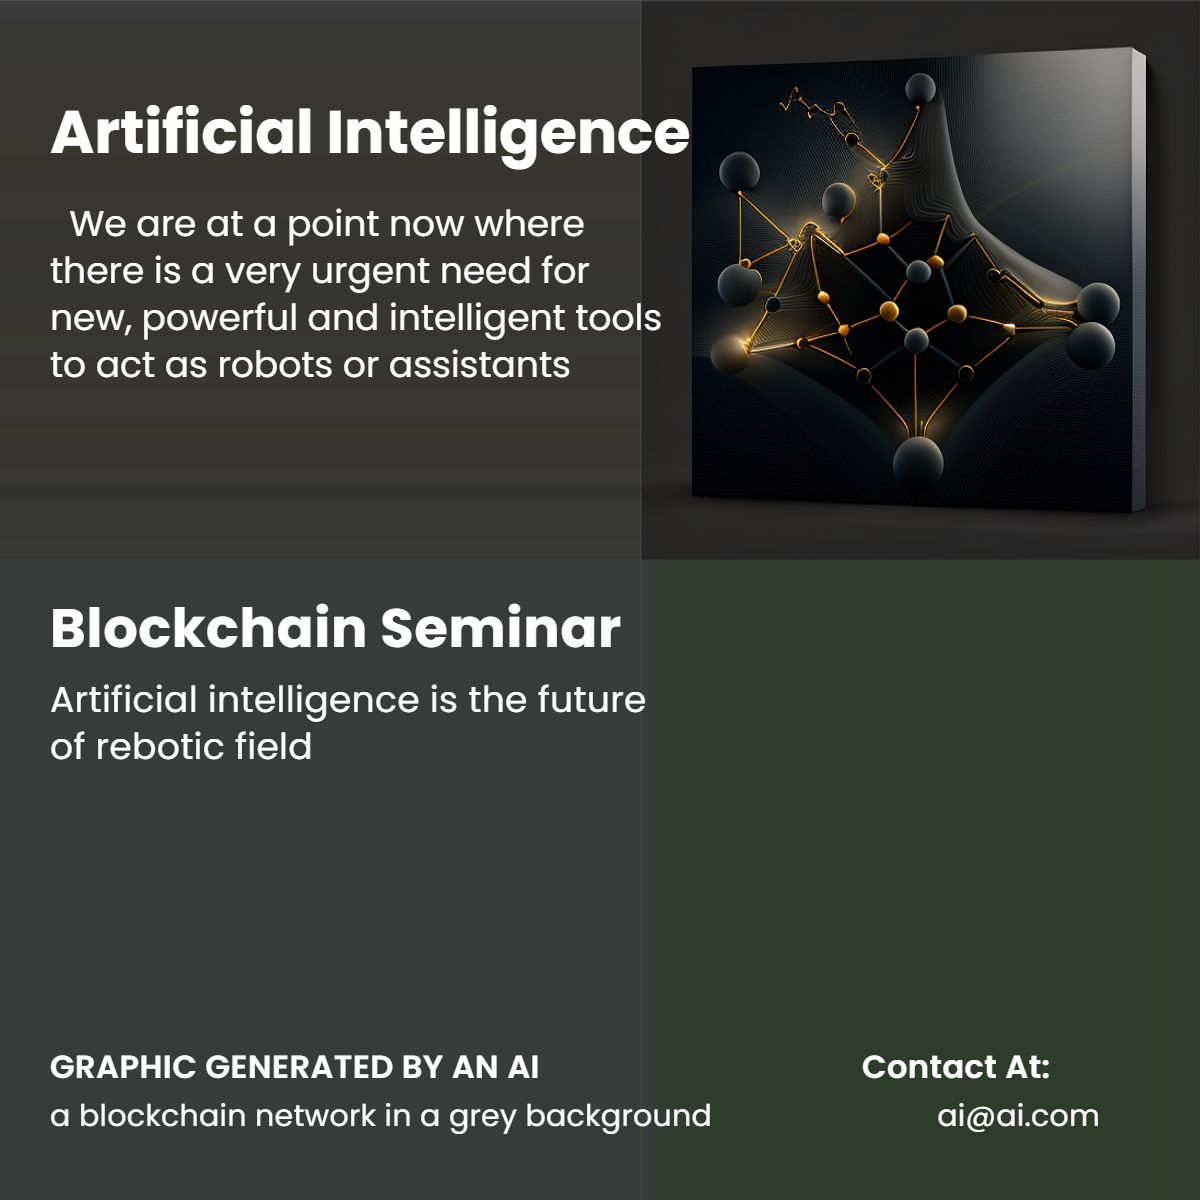 Artificial Intelligence
We are at a point now where
there is a very urgent need for
new, powerful and intelligent tools
to act as robots or assistants
Blockchain Seminar
Artificial intelligence is the future
of rebotic field
GRAPHIC GENERATED BY AN AI
a blockchain network in a grey background
Contact At:
ai@ai.com